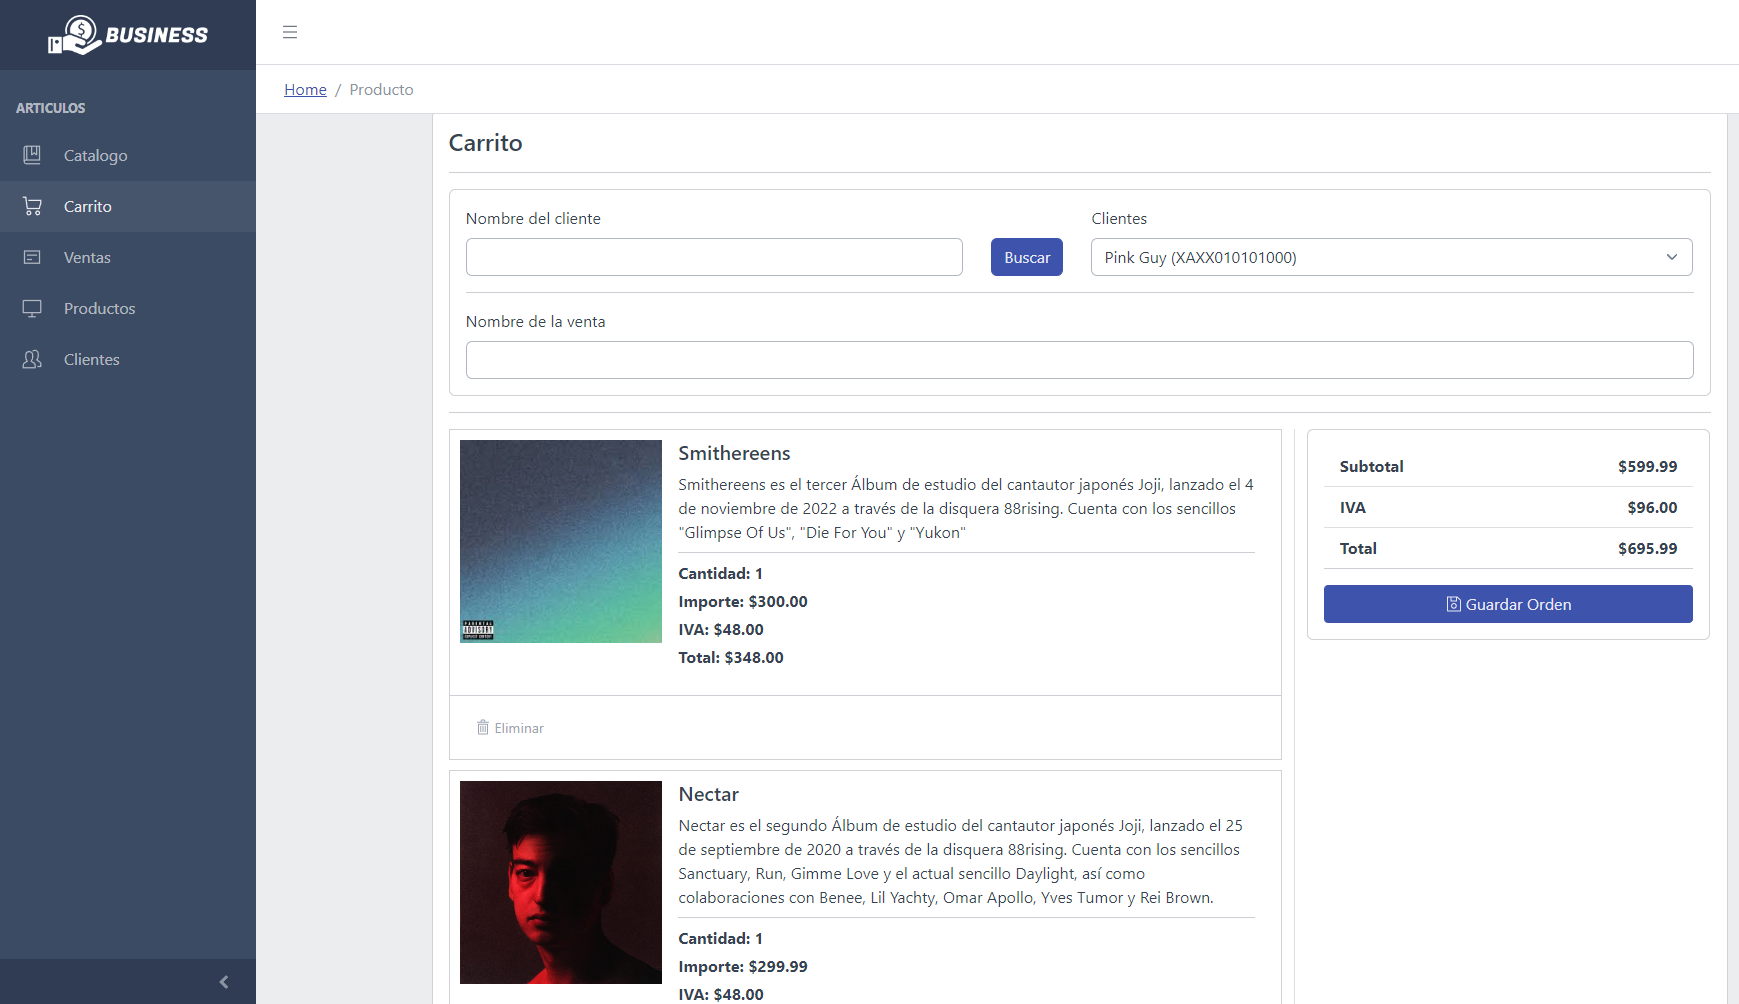 BUSINESS
ARTICULOS
Catalogo
Carrito
Ventas
Productos
Clientes
Home / Producto
Carrito
Nombre del cliente
Buscar
Clientes
Pink Guy (XAXX010101000)
Nombre de la venta
Smithereens
Smithereens es el tercer Álbum de estudio del cantautor japonés Joji, lanzado el 4
de noviembre de 2022 a través de la disquera 88rising. Cuenta con los sencillos
"Glimpse Of Us", "Die For You" y "Yukon"
Cantidad: 1
Importe: $300.00
IVA: $48.00
Total: $348.00
PARENTAL
ADVISORY
EXPLICIT CONTENT
Eliminar
Nectar
Nectar es el segundo Álbum de estudio del cantautor japonés Joji, lanzado el 25
de septiembre de 2020 a través de la disquera 88rising. Cuenta con los sencillos
Sanctuary, Run, Gimme Love y el actual sencillo Daylight, así como
colaboraciones con Benee, Lil Yachty, Omar Apollo, Yves Tumor y Rei Brown.
Cantidad: 1
Importe: $299.99
IVA: $48.00
Subtotal $599.99
IVA $96.00
Total $695.99
Guardar Orden